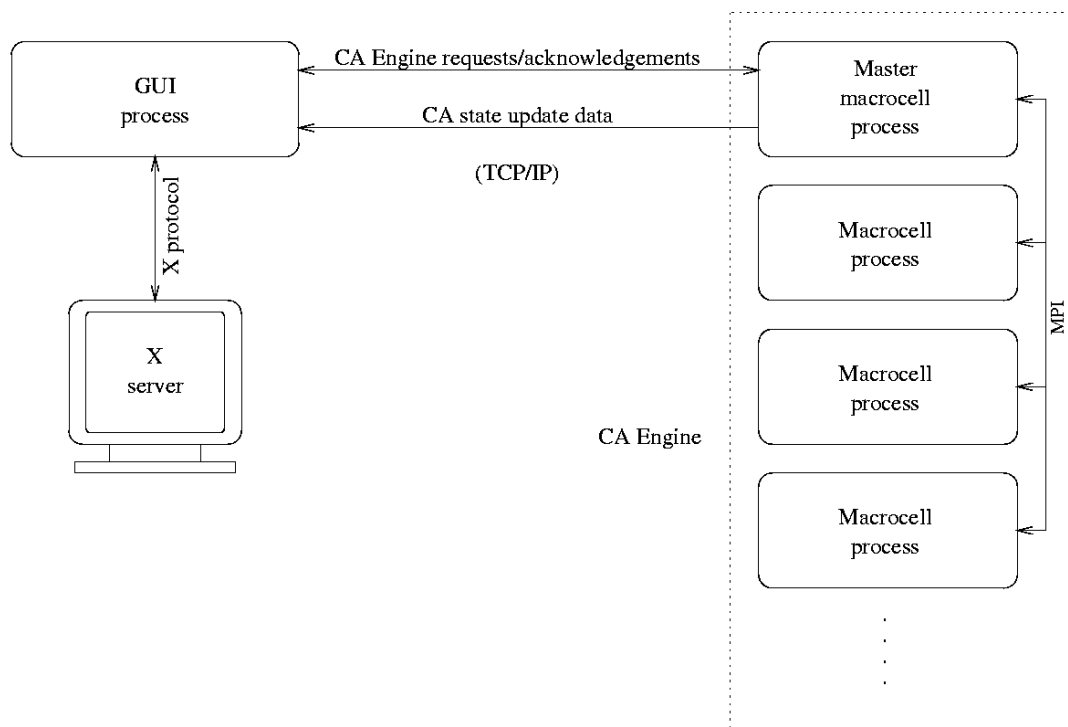 CA Engine requests/acknowledgements
GUI
process
Master
macrocell
process
CA state update data
(TCP/IP)
X protocol
Macrocell
process
MPI
X
server
Macrocell
process
CA Engine
Macrocell
process